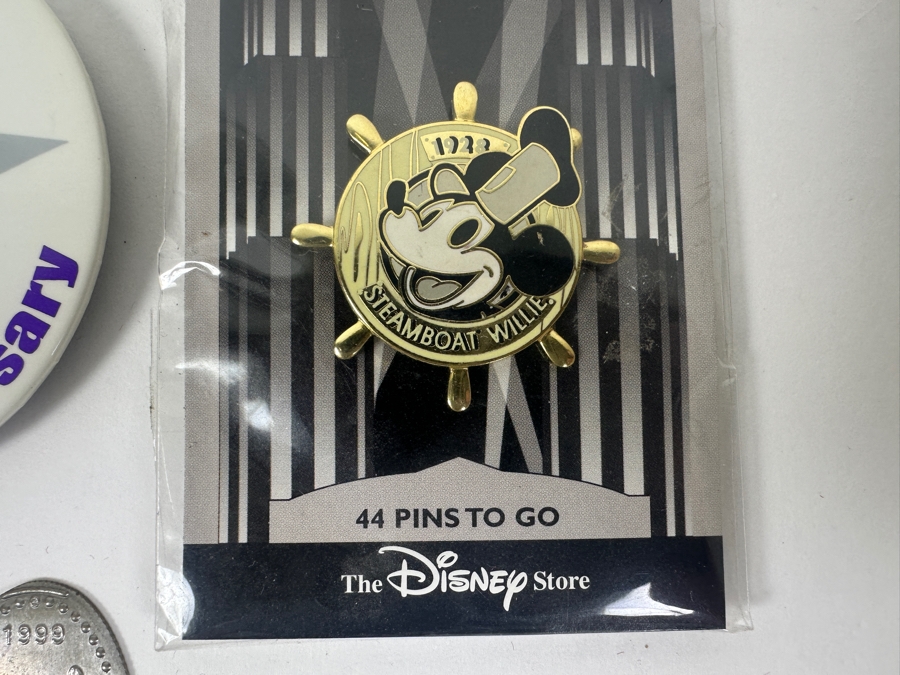 1928
STEAMBOAT WILLIE
44 PINS TO GO
The Disney Store
sary
1999